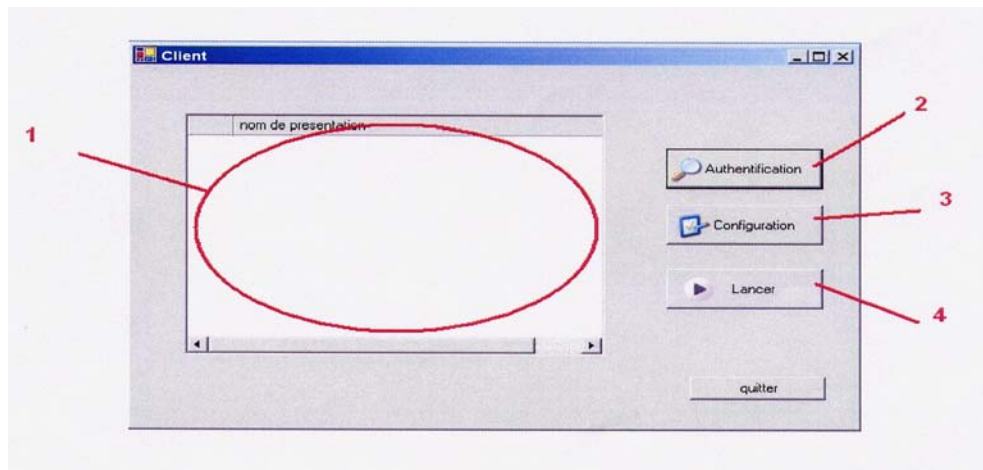 Client
nom de presentation
1
2
Authentification
3
Configuration
Lancer
4
quitter